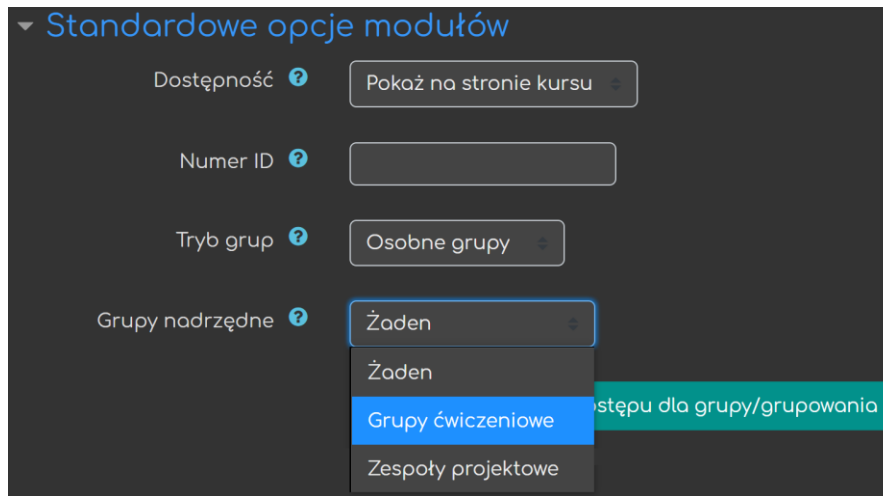 Standardowe opcje modułów
Dostępność
Pokaż na stronie kursu
Numer ID
Tryb grup
Osobne grupy
Grupy nadrzędne
Żaden
Żaden
Grupy ćwiczeniowe
dla grupy/grupowania
Zespoły projektowe